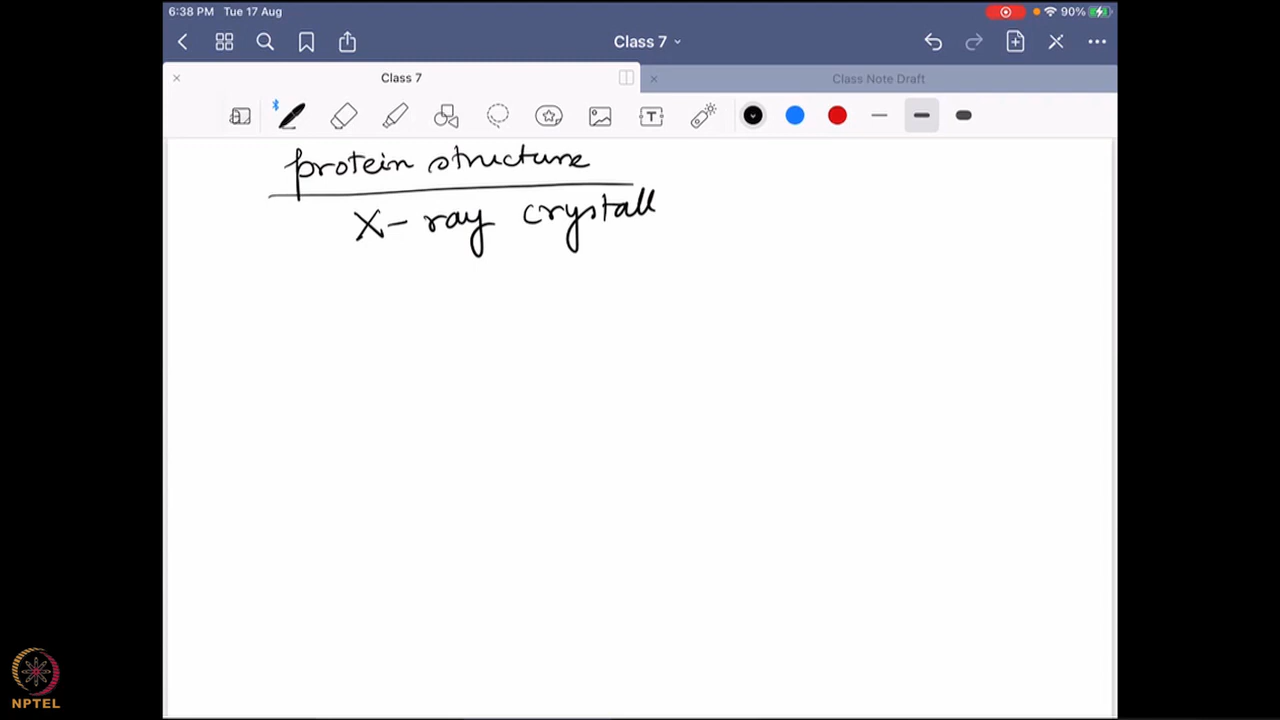 6:38 PM Tue 17 Aug 90%
Class 7
Class 7 Class Note Draft
T
protein structure
X- ray crystall
NPTEL